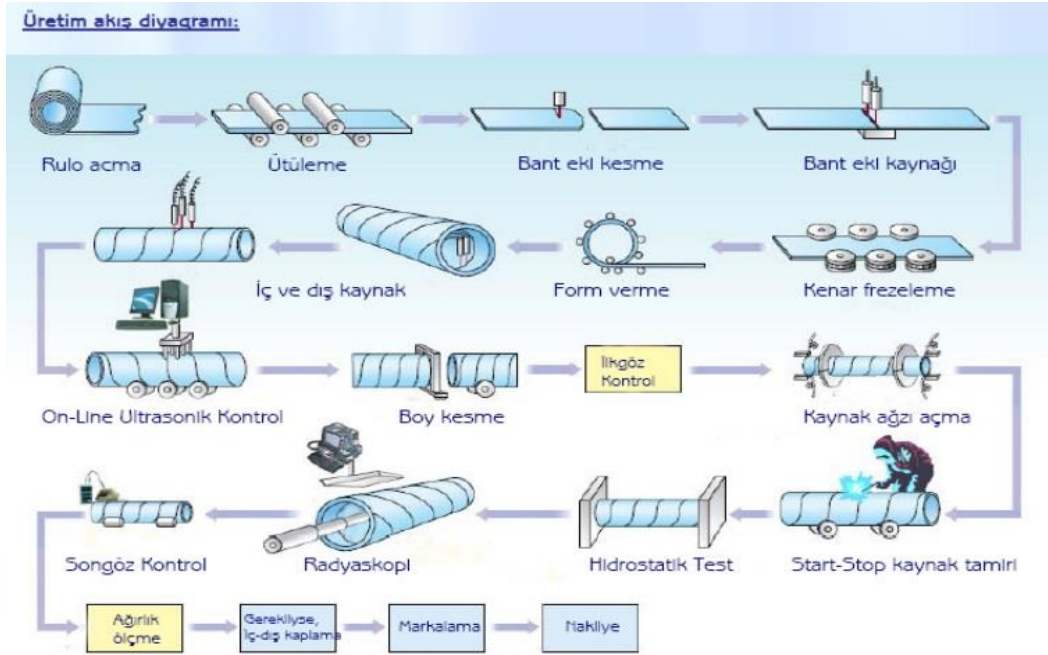 Üretim akış diyagramı:
Rulo acma
Ütüleme
Bant eki kesme
Bant eki kaynağı
İç ve dış kaynak
Form verme
Kenar frezeleme
On-Line Ultrasonik Kontrol
Boy kesme
İlkgöz
Kontrol
Kaynak ağzı açma
Songöz Kontrol
Radyaskopi
Hidrostatik Test
Start-Stop kaynak tamiri
Ağırlık
ölçme
Gerekliyse,
İç-dış kaplama
Markalama
Nakliye